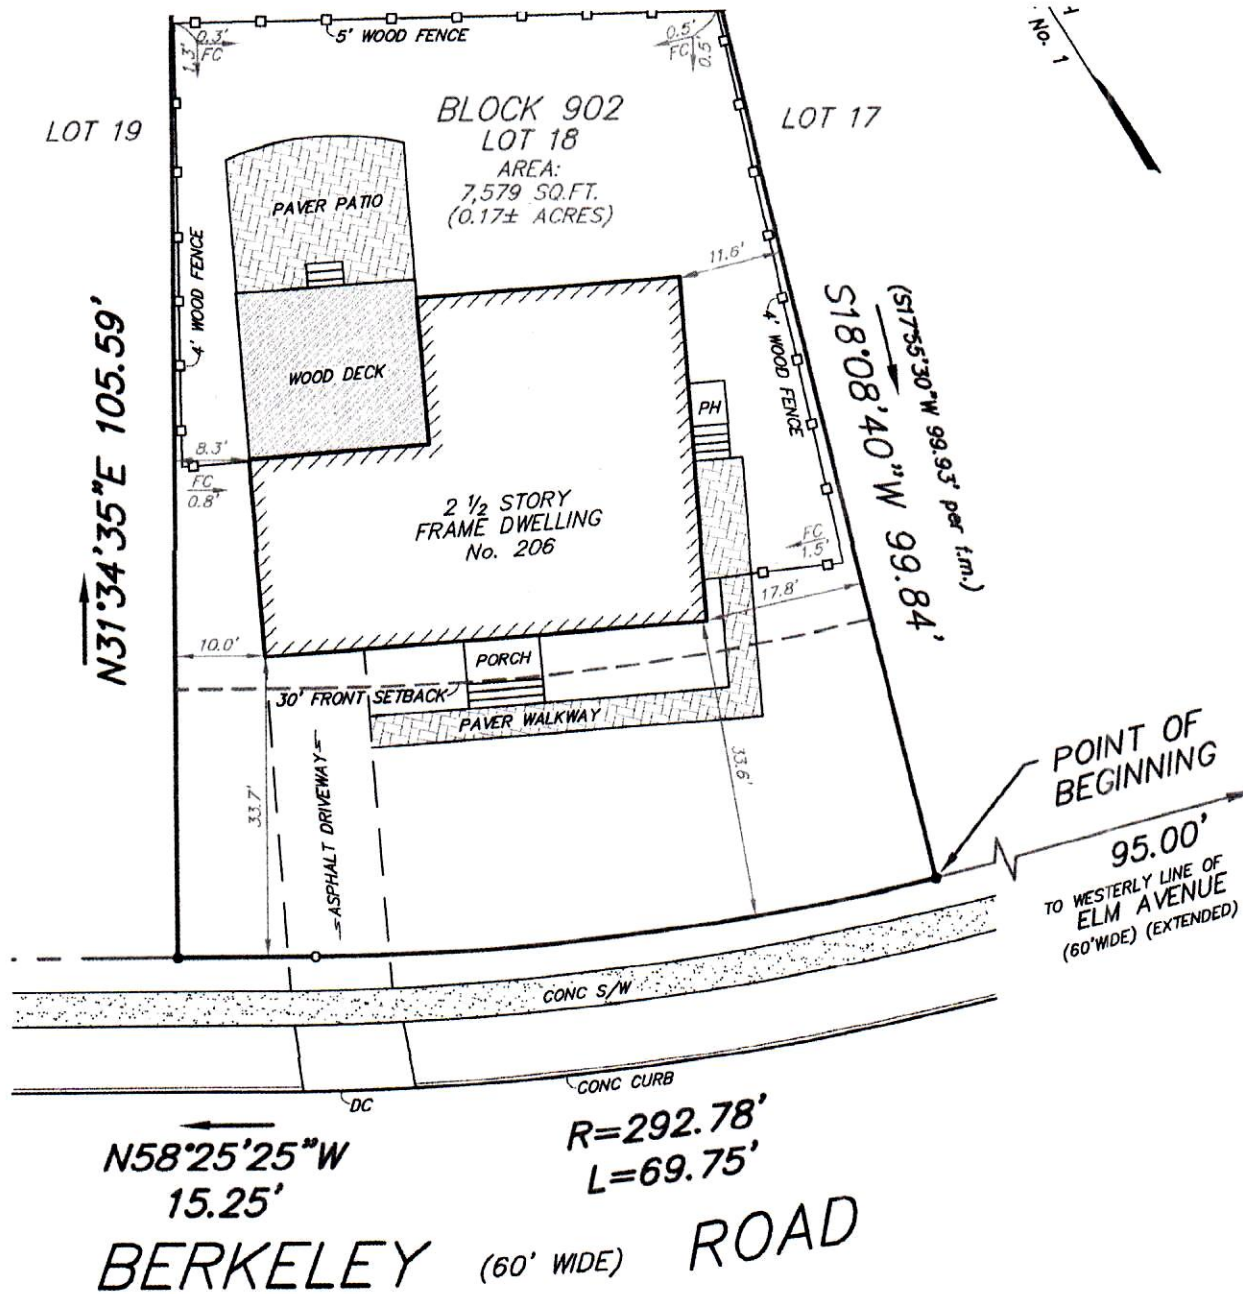 No. 1
0.3'
FC
1.3'
5' WOOD FENCE
0.5'
FC
0.5'
LOT 19
BLOCK 902
LOT 18
AREA:
7,579 SQ.FT.
(0.17± ACRES)
LOT 17
PAVER PATIO
4' WOOD FENCE
11.6'
4' WOOD FENCE
(S17°55'30"W 99.93' per f.m.)
S18°08'40"W 99.84'
N31°34'35"E 105.59'
WOOD DECK
PH
8.3'
FC
0.8'
2 1/2 STORY
FRAME DWELLING
No. 206
FC
1.5'
17.8'
10.0'
PORCH
30' FRONT SETBACK
PAVER WALKWAY
33.7'
ASPHALT DRIVEWAY
33.6'
POINT OF
BEGINNING
95.00'
TO WESTERLY LINE OF
ELM AVENUE
(60'WIDE) (EXTENDED)
CONC S/W
CONC CURB
DC
N58°25'25"W
15.25'
R=292.78'
L=69.75'
BERKELEY (60' WIDE) ROAD